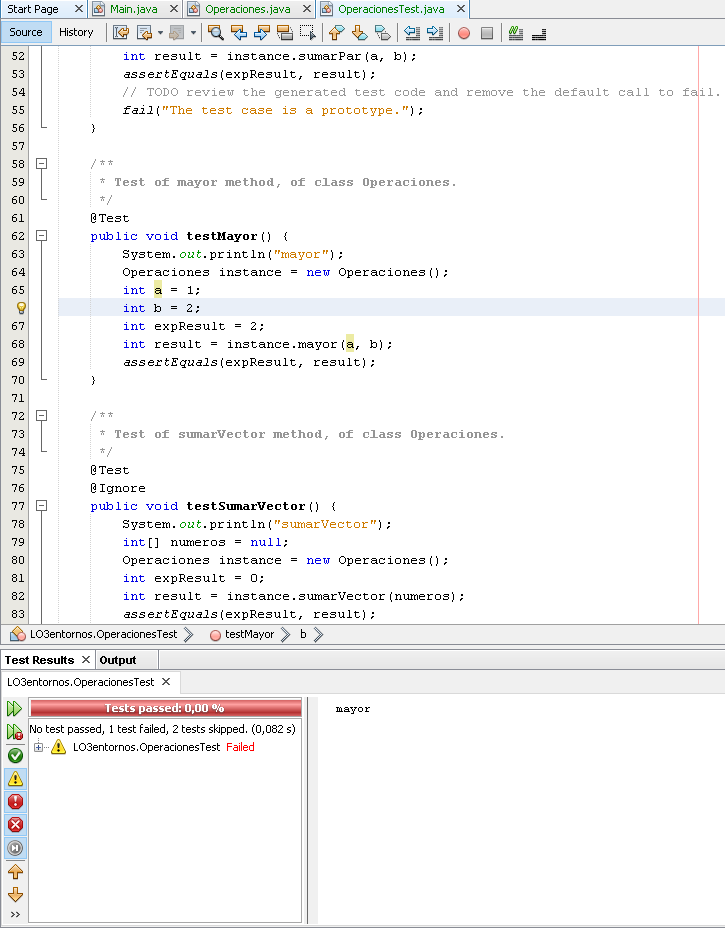 Start Page Main.java Operaciones.java OperacionesTest.java
Source History
52 int result = instance.sumarPar(a, b);
53 assertEquals(expResult, result);
54 // TODO review the generated test code and remove the default call to fail.
55 fail("The test case is a prototype.");
56 }
57
58 /**
59 * Test of mayor method, of class Operaciones.
60 */
61 @Test
62 public void testMayor() {
63 System.out.println("mayor");
64 Operaciones instance = new Operaciones();
65 int a = 1;
int b = 2;
67 int expResult = 2;
68 int result = instance.mayor(a, b);
69 assertEquals(expResult, result);
70 }
71
72 /**
73 * Test of sumarVector method, of class Operaciones.
74 */
75 @Test
76 @Ignore
77 public void testSumarVector() {
78 System.out.println("sumarVector");
79 int[] numeros = null;
80 Operaciones instance = new Operaciones();
81 int expResult = 0;
82 int result = instance.sumarVector(numeros);
83 assertEquals(expResult, result);
LO3entornos.OperacionesTest testMayor b
Test Results Output
LO3entornos.OperacionesTest
Tests passed: 0,00 %
No test passed, 1 test failed, 2 tests skipped. (0,082 s)
LO3entornos.OperacionesTest Failed
mayor